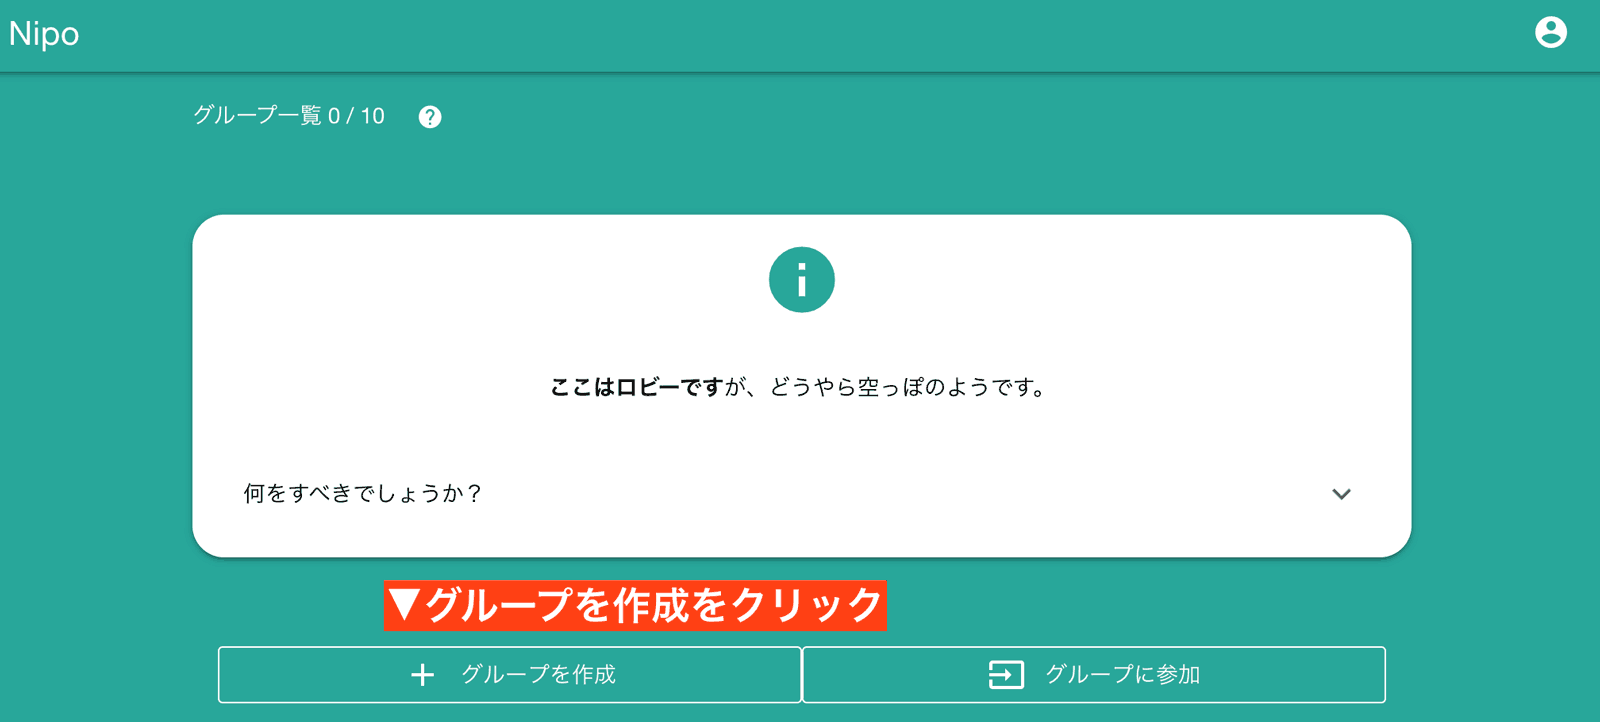 Nipo
グループ一覧 0 / 10
ここはロビーですが、どうやら空っぽのようです。
何をすべきでしょうか？
▼グループを作成をクリック
グループを作成
グループに参加